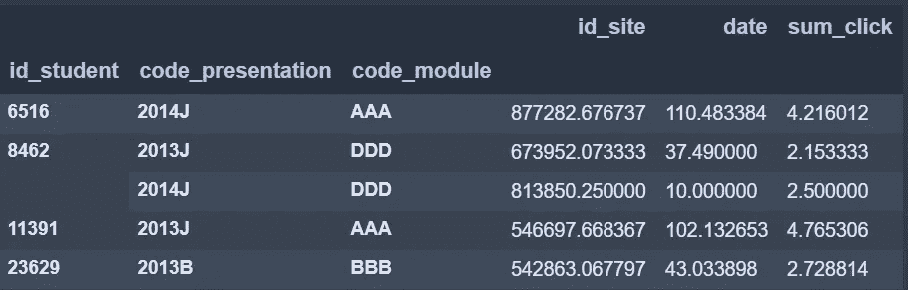 id_site date sum_click
id_student code_presentation code_module
6516 2014J AAA 877282.676737 110.483384 4.216012
8462 2013J DDD 673952.073333 37.490000 2.153333
2014J DDD 813850.250000 10.000000 2.500000
11391 2013J AAA 546697.668367 102.132653 4.765306
23629 2013B BBB 542863.067797 43.033898 2.728814